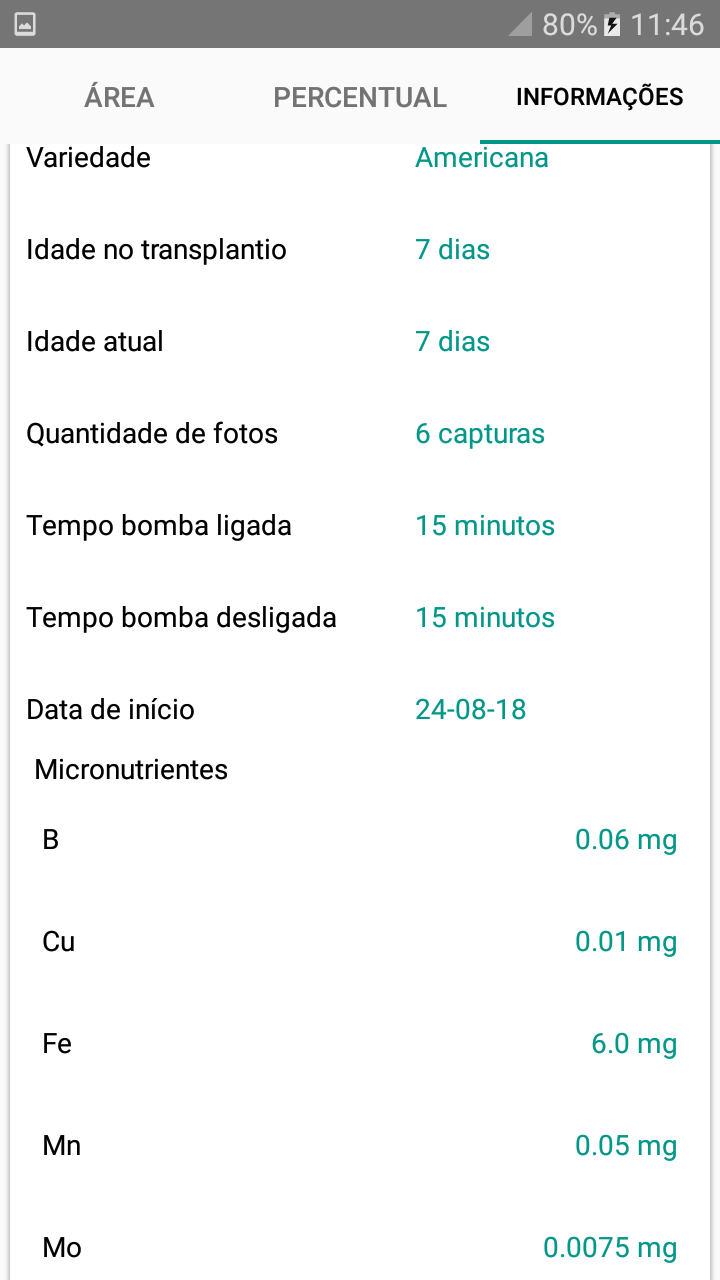 80% 11:46
ÁREA PERCENTUAL INFORMAÇÕES
Variedade Americana
Idade no transplantio 7 dias
Idade atual 7 dias
Quantidade de fotos 6 capturas
Tempo bomba ligada 15 minutos
Tempo bomba desligada 15 minutos
Data de início 24-08-18
Micronutrientes
B 0.06 mg
Cu 0.01 mg
Fe 6.0 mg
Mn 0.05 mg
Mo 0.0075 mg